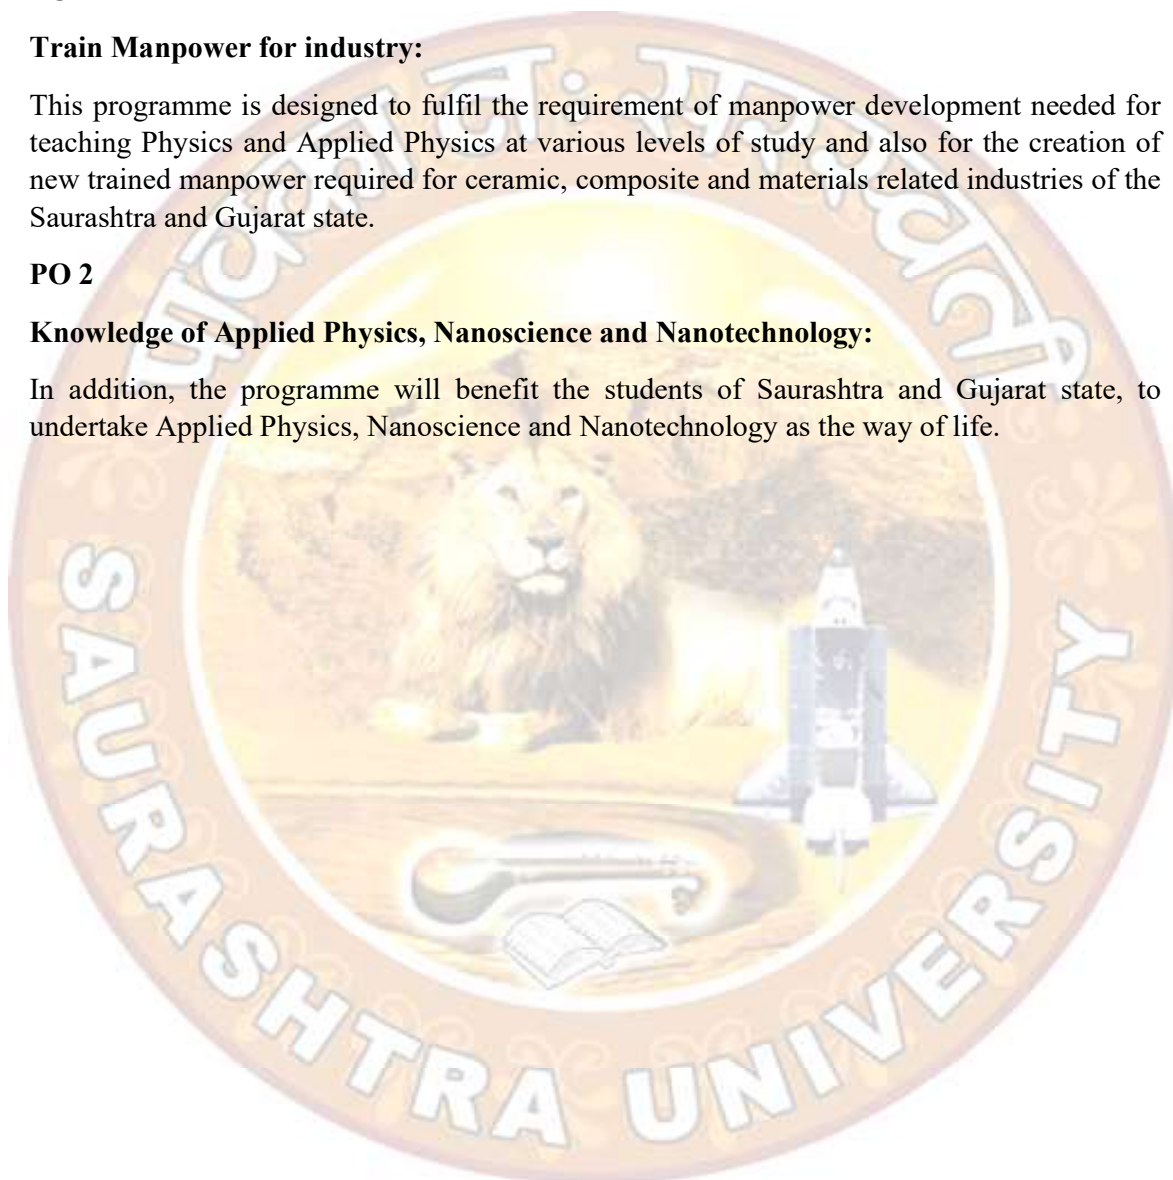 Train Manpower for industry:
This programme is designed to fulfil the requirement of manpower development needed for
teaching Physics and Applied Physics at various levels of study and also for the creation of
new trained manpower required for ceramic, composite and materials related industries of the
Saurashtra and Gujarat state.
PO 2
Knowledge of Applied Physics, Nanoscience and Nanotechnology:
In addition, the programme will benefit the students of Saurashtra and Gujarat state, to
undertake Applied Physics, Nanoscience and Nanotechnology as the way of life.
पावका नः सरस्वती
SAURASHTRA UNIVERSITY